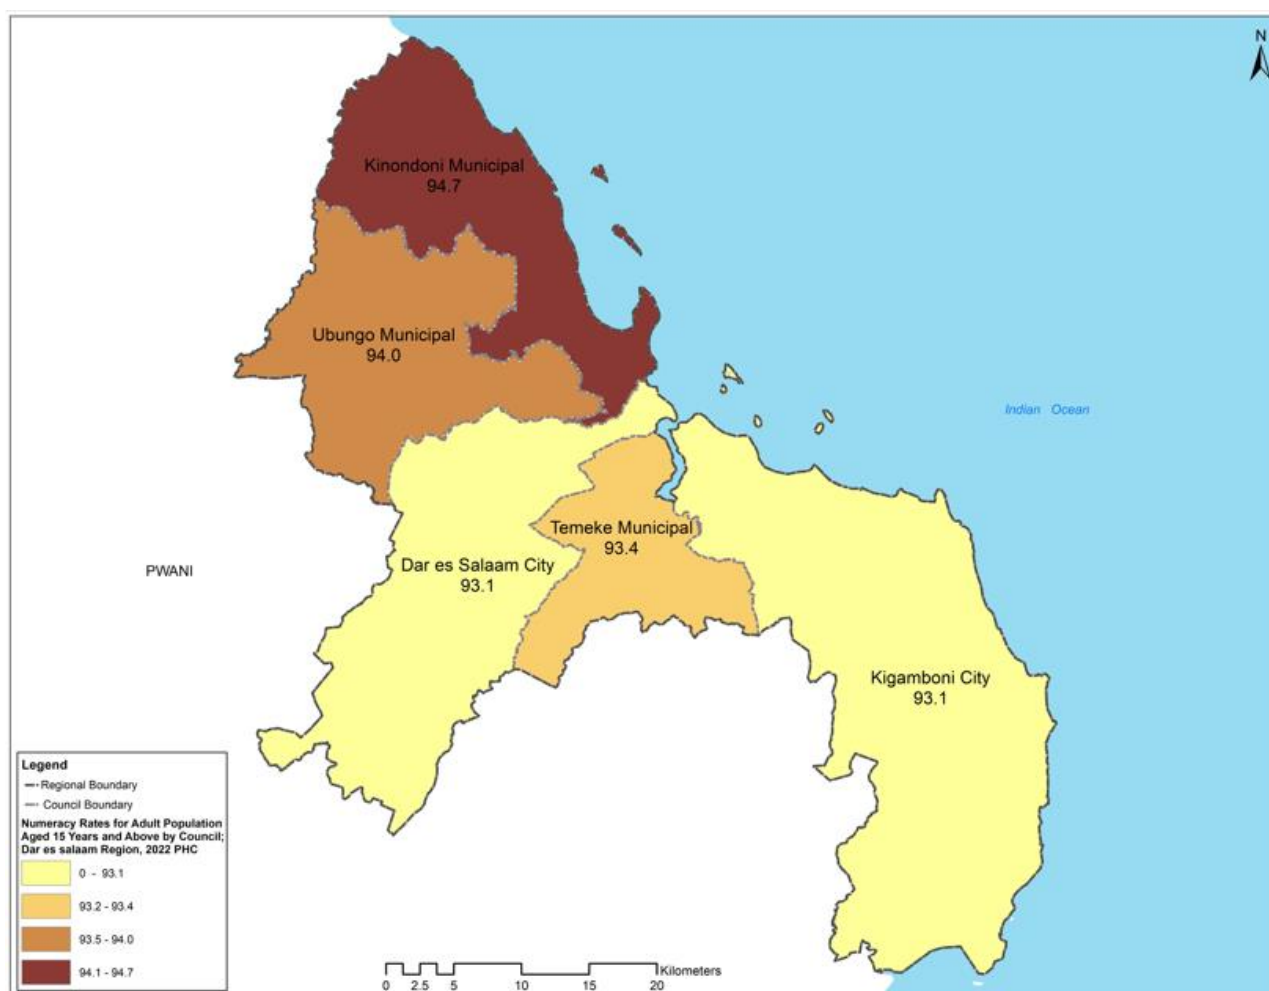 N
Kinondoni Municipal
94.7
Ubungo Municipal
94.0
Indian Ocean
Temeke Municipal
93.4
Dar es Salaam City
93.1
PWANI
Kigamboni City
93.1
Legend
Regional Boundary
Council Boundary
Numeracy Rates for Adult Population
Aged 15 Years and Above by Council;
Dar es salaam Region, 2022 PHC
0 - 93.1
93.2 - 93.4
93.5 - 94.0
94.1 - 94.7
Kilometers
0 2.5 5 10 15 20